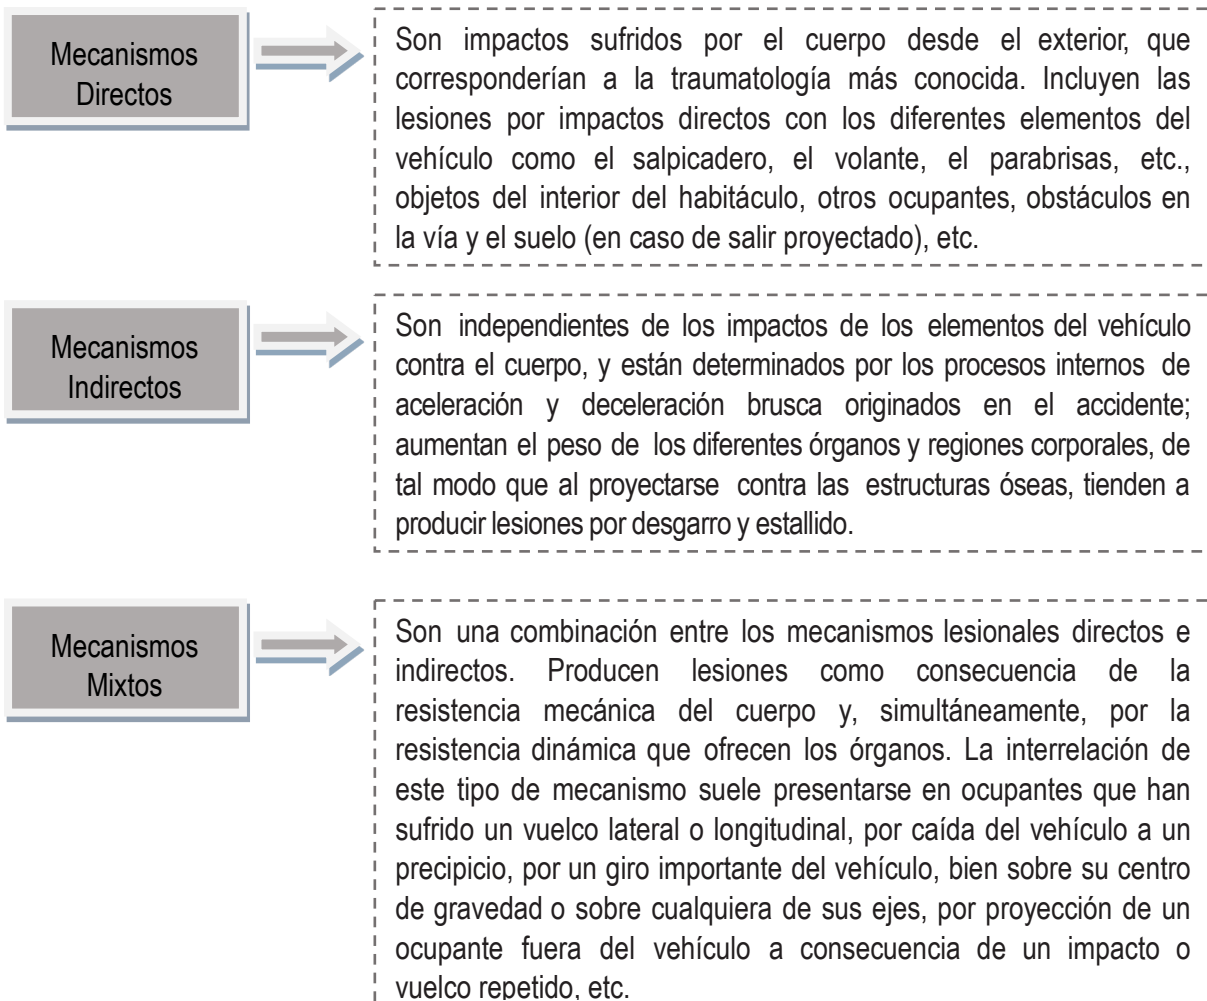 Mecanismos
Directos
Son impactos sufridos por el cuerpo desde el exterior, que
corresponderían a la traumatología más conocida. Incluyen las
lesiones por impactos directos con los diferentes elementos del
vehículo como el salpicadero, el volante, el parabrisas, etc.,
objetos del interior del habitáculo, otros ocupantes, obstáculos en
la vía y el suelo (en caso de salir proyectado), etc.
Mecanismos
Indirectos
Son independientes de los impactos de los elementos del vehículo
contra el cuerpo, y están determinados por los procesos internos de
aceleración y deceleración brusca originados en el accidente;
aumentan el peso de los diferentes órganos y regiones corporales, de
tal modo que al proyectarse contra las estructuras óseas, tienden a
producir lesiones por desgarro y estallido.
Mecanismos
Mixtos
Son una combinación entre los mecanismos lesionales directos e
indirectos. Producen lesiones como consecuencia de la
resistencia mecánica del cuerpo y, simultáneamente, por la
resistencia dinámica que ofrecen los órganos. La interrelación de
este tipo de mecanismo suele presentarse en ocupantes que han
sufrido un vuelco lateral o longitudinal, por caída del vehículo a un
precipicio, por un giro importante del vehículo, bien sobre su centro
de gravedad o sobre cualquiera de sus ejes, por proyección de un
ocupante fuera del vehículo a consecuencia de un impacto o
vuelco repetido, etc.